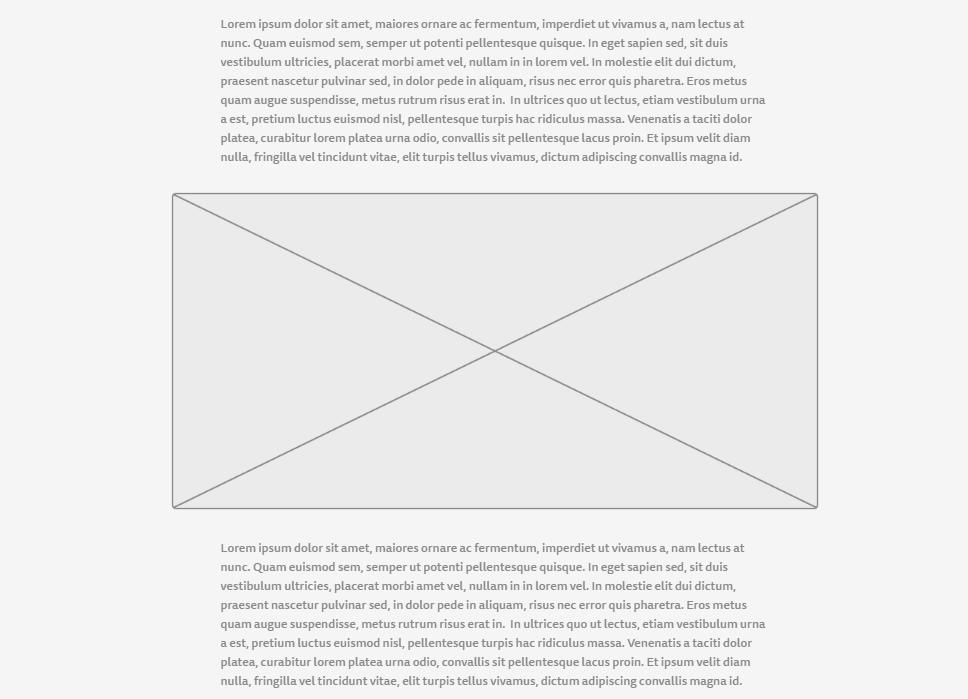 Lorem ipsum dolor sit amet, maiores ornare ac fermentum, imperdiet ut vivamus a, nam lectus at
nunc. Quam euismod sem, semper ut potenti pellentesque quisque. In eget sapien sed, sit duis
vestibulum ultricies, placerat morbi amet vel, nullam in in lorem vel. In molestie elit dui dictum,
praesent nascetur pulvinar sed, in dolor pede in aliquam, risus nec error quis pharetra. Eros metus
quam augue suspendisse, metus rutrum risus erat in.  In ultrices quo ut lectus, etiam vestibulum urna
a est, pretium luctus euismod nisl, pellentesque turpis hac ridiculus massa. Venenatis a taciti dolor
platea, curabitur lorem platea urna odio, convallis sit pellentesque lacus proin. Et ipsum velit diam
nulla, fringilla vel tincidunt vitae, elit turpis tellus vivamus, dictum adipiscing convallis magna id.
Lorem ipsum dolor sit amet, maiores ornare ac fermentum, imperdiet ut vivamus a, nam lectus at
nunc. Quam euismod sem, semper ut potenti pellentesque quisque. In eget sapien sed, sit duis
vestibulum ultricies, placerat morbi amet vel, nullam in in lorem vel. In molestie elit dui dictum,
praesent nascetur pulvinar sed, in dolor pede in aliquam, risus nec error quis pharetra. Eros metus
quam augue suspendisse, metus rutrum risus erat in.  In ultrices quo ut lectus, etiam vestibulum urna
a est, pretium luctus euismod nisl, pellentesque turpis hac ridiculus massa. Venenatis a taciti dolor
platea, curabitur lorem platea urna odio, convallis sit pellentesque lacus proin. Et ipsum velit diam
nulla, fringilla vel tincidunt vitae, elit turpis tellus vivamus, dictum adipiscing convallis magna id.